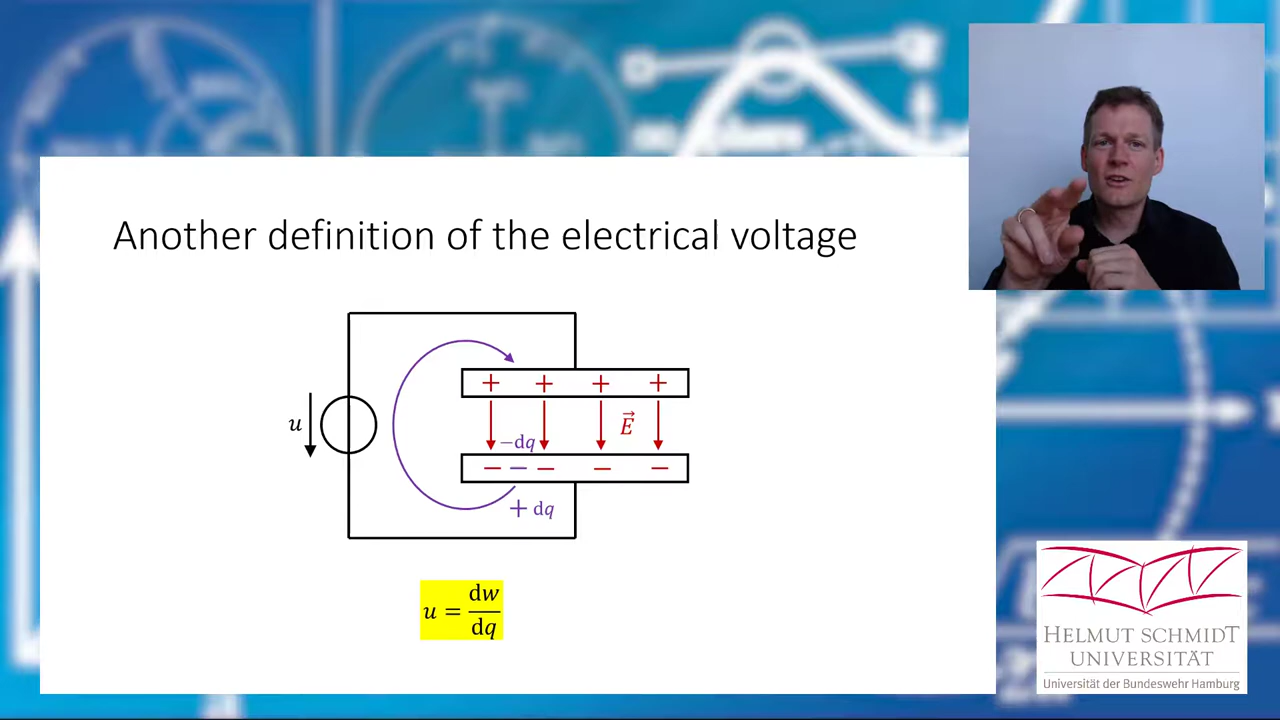 Another definition of the electrical voltage
+ + + +
u
E⃗
−dq
− − − − −
+ dq
u = dw/dq
HELMUT SCHMIDT
UNIVERSITÄT
Universität der Bundeswehr Hamburg